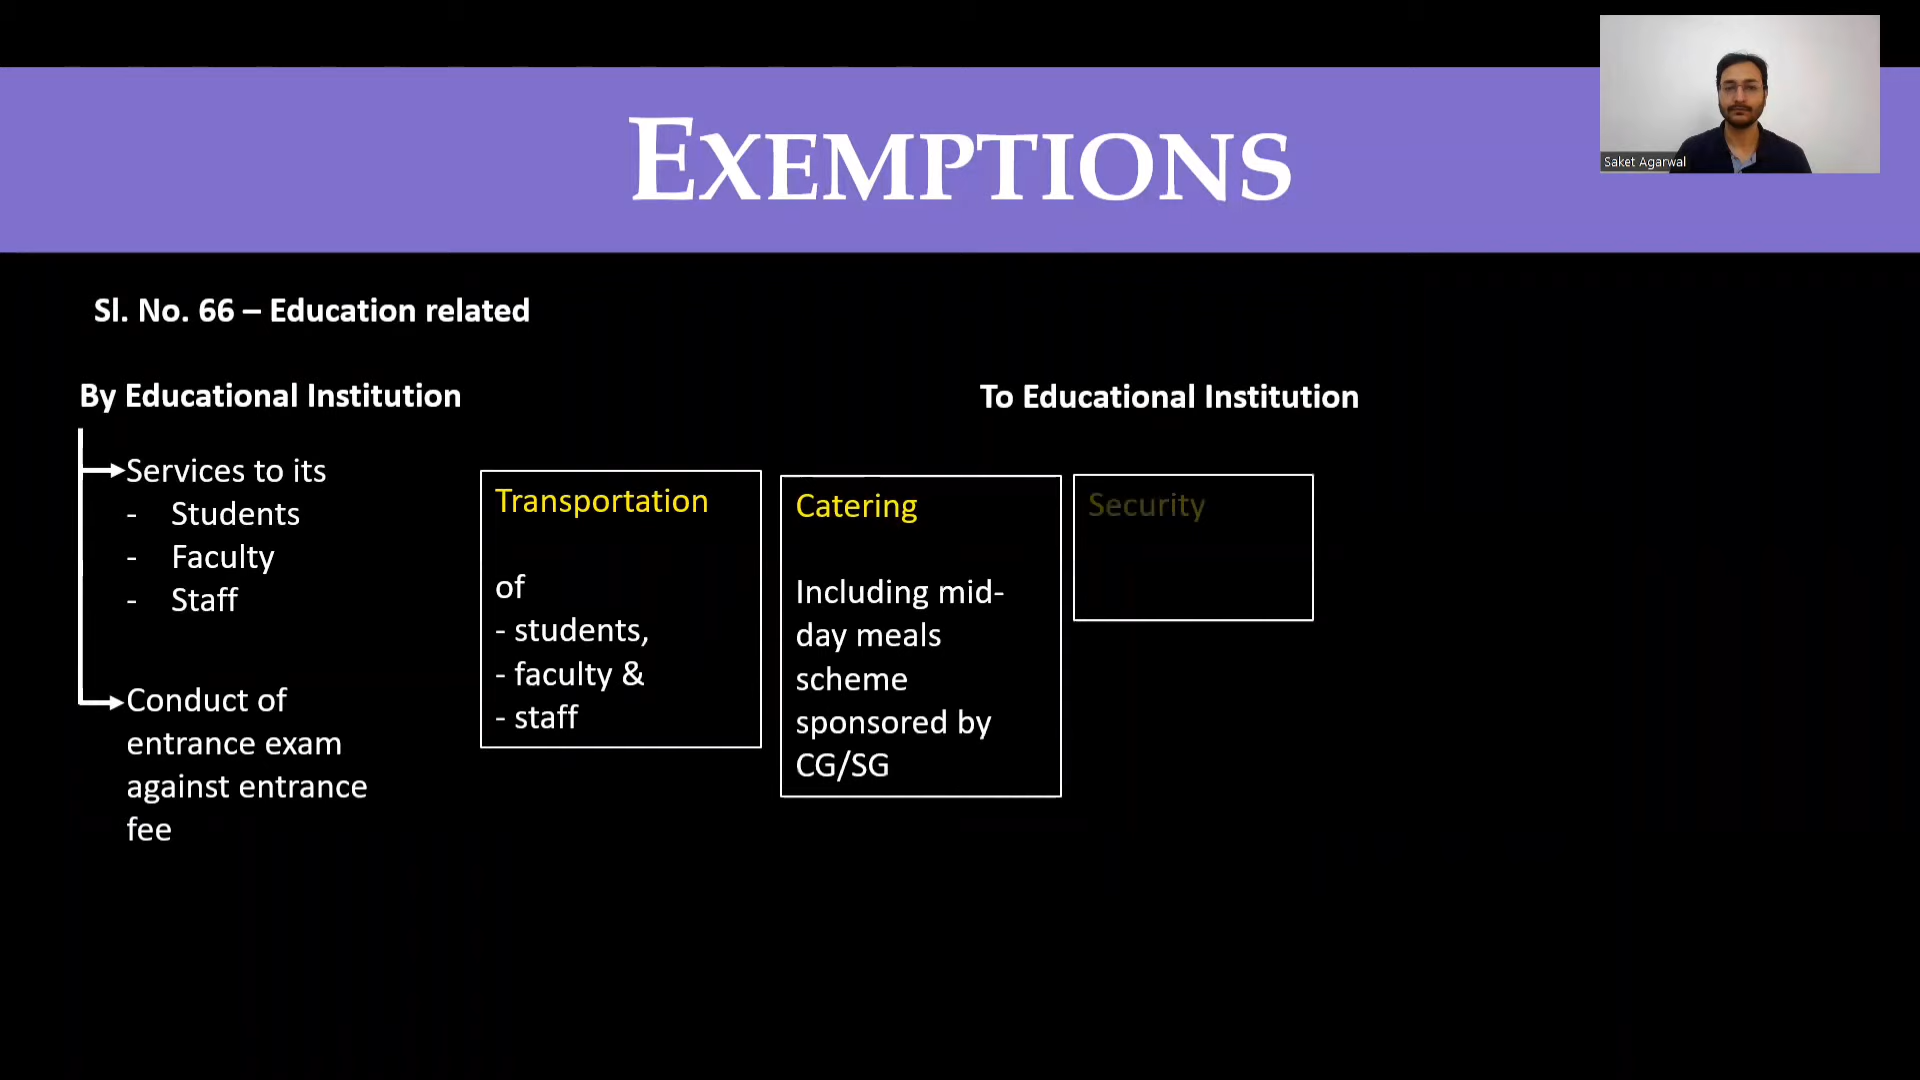 EXEMPTIONS
Saket Agarwal
Sl. No. 66 – Education related
By Educational Institution
Services to its
- Students
- Faculty
- Staff
Conduct of
entrance exam
against entrance
fee
To Educational Institution
Transportation
of
- students,
- faculty &
- staff
Catering
Including mid-
day meals
scheme
sponsored by
CG/SG
Security